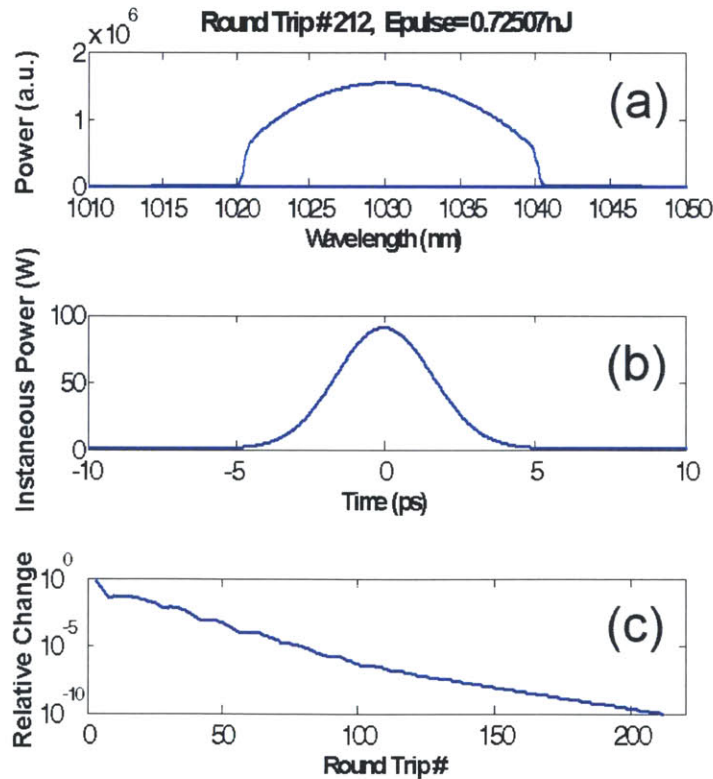 Round Trip # 212, Epulse= 0.72507nJ
x 10^6
2
1
0
Power (a.u.)
(a)
1010 1015 1020 1025 1030 1035 1040 1045 1050
Wavelength (nm)
100
50
0
Instaneous Power (W)
(b)
-10 -5 0 5 10
Time (ps)
10^0
10^-5
10^-10
Relative Change
(c)
0 50 100 150 200
Round Trip #